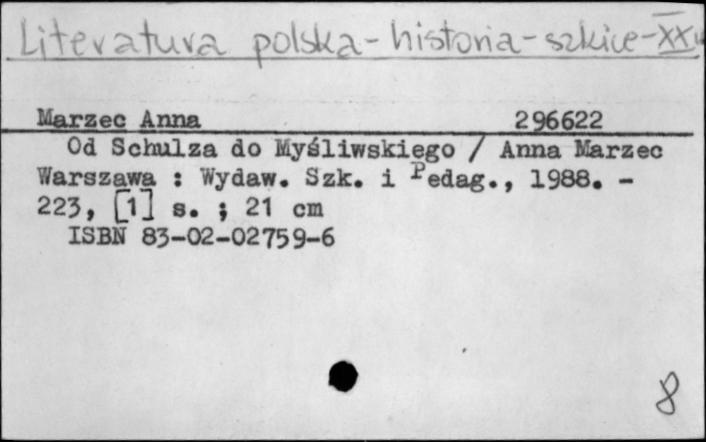 Literatura polska - historia - szkice - XX w
Marzec Anna 296622
Od Schulza do Myśliwskiego / Anna Marzec
Warszawa : Wydaw. Szk. i Pedag., 1988. -
223, [1] s. ; 21 cm
ISBN 83-02-02759-6
8